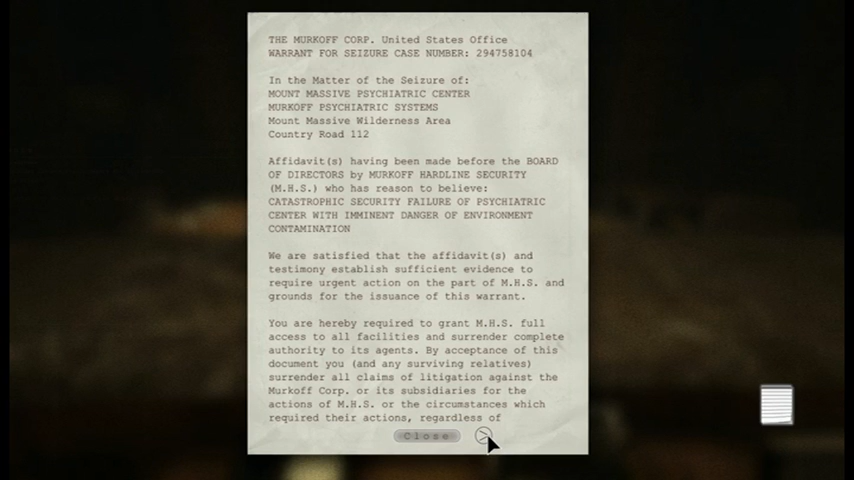 THE MURKOFF CORP. United States Office
WARRANT FOR SEIZURE CASE NUMBER: 294758104
In the Matter of the Seizure of:
MOUNT MASSIVE PSYCHIATRIC CENTER
MURKOFF PSYCHIATRIC SYSTEMS
Mount Massive Wilderness Area
Country Road 112
Affidavit(s) having been made before the BOARD
OF DIRECTORS by MURKOFF HARDLINE SECURITY
(M.H.S.) who has reason to believe:
CATASTROPHIC SECURITY FAILURE OF PSYCHIATRIC
CENTER WITH IMMINENT DANGER OF ENVIRONMENT
CONTAMINATION
We are satisfied that the affidavit(s) and
testimony establish sufficient evidence to
require urgent action on the part of M.H.S. and
grounds for the issuance of this warrant.
You are hereby required to grant M.H.S. full
access to all facilities and surrender complete
authority to its agents. By acceptance of this
document you (and any surviving relatives)
surrender all claims of litigation against the
Murkoff Corp. or its subsidiaries for the
actions of M.H.S. or the circumstances which
required their actions, regardless of
Close >